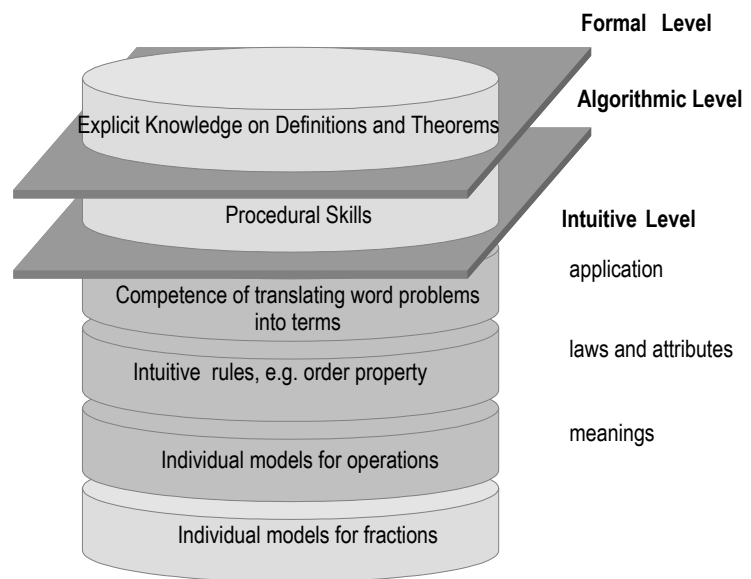 Formal Level
Algorithmic Level
Explicit Knowledge on Definitions and Theorems
Procedural Skills
Intuitive Level
application
Competence of translating word problems
into terms
laws and attributes
Intuitive rules, e.g. order property
meanings
Individual models for operations
Individual models for fractions